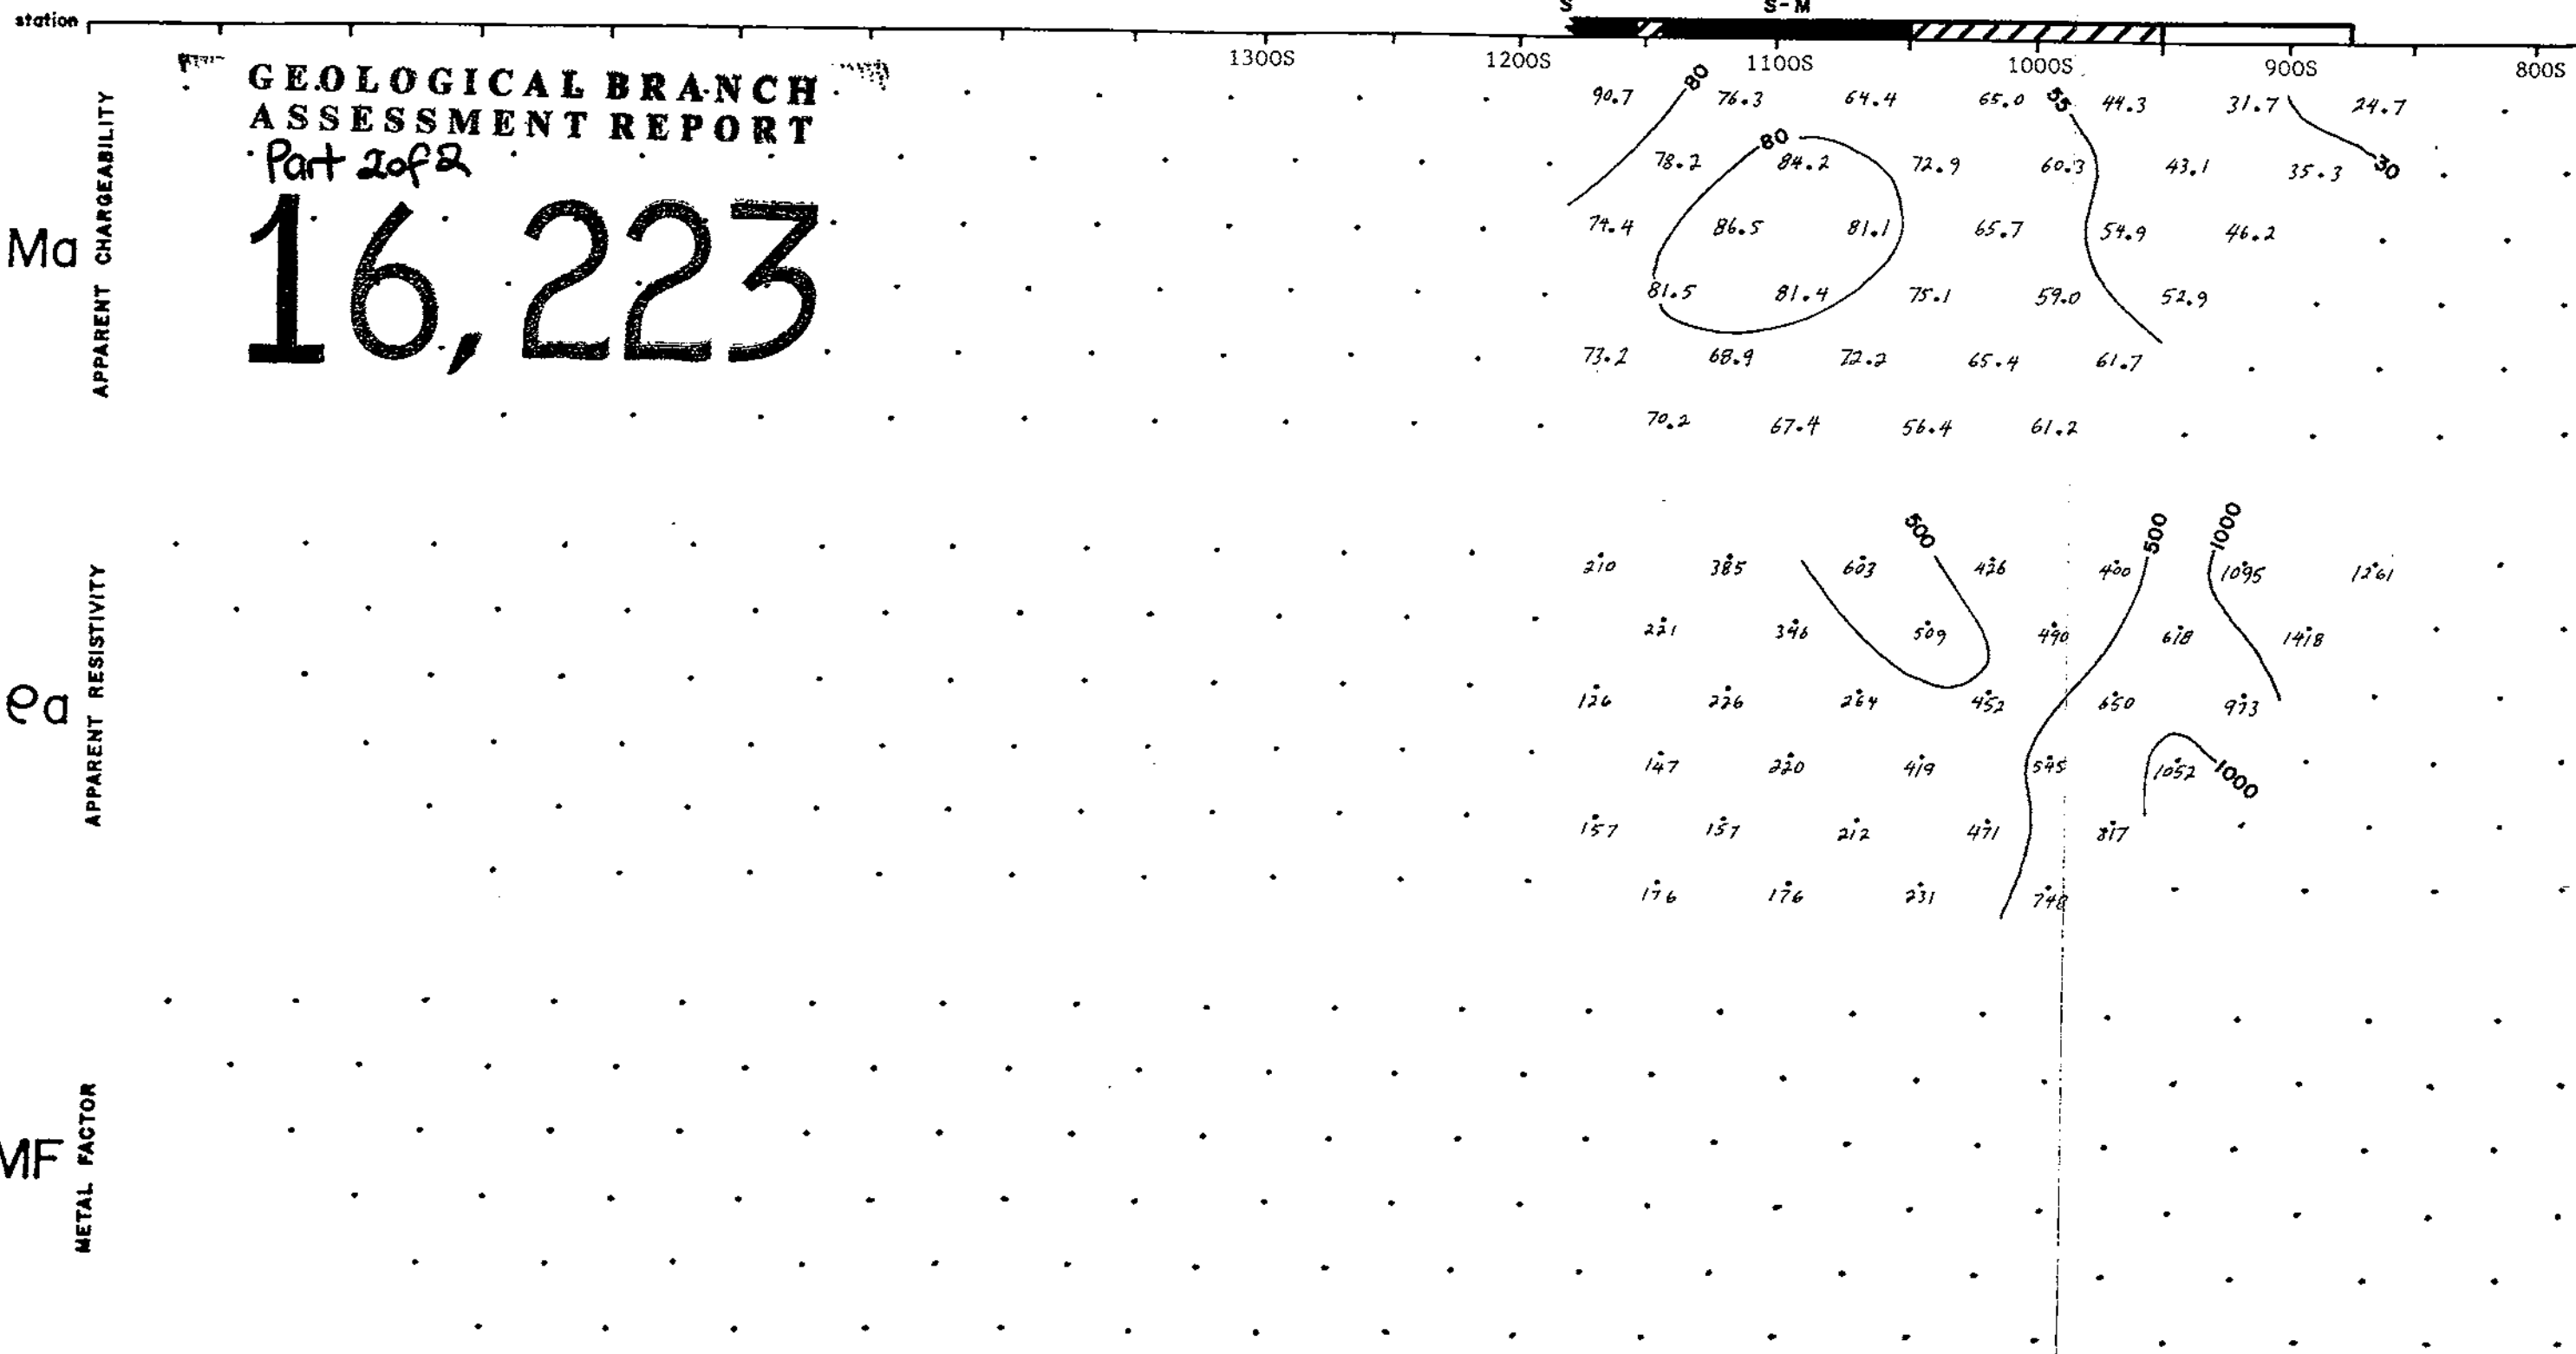 S S-M
station
1300S 1200S 1100S 1000S 900S 800S
GEOLOGICAL BRANCH
ASSESSMENT REPORT
Part 2 of 2
16,223
Ma
APPARENT CHARGEABILITY
80 55
90.7 76.3 64.4 65.0 44.3 31.7 24.7
80
78.2 84.2 72.9 60.3 43.1 35.3 30
74.4 86.5 81.1 65.7 54.9 46.2
81.5 81.4 75.1 59.0 52.9
73.2 68.9 72.2 65.4 61.7
70.2 67.4 56.4 61.2
ρa
APPARENT RESISTIVITY
500 500 1000
210 385 603 426 400 1095 1261
221 346 509 490 618 1418
126 226 264 452 650 973
147 220 419 545 1052 1000
157 157 212 471 817
176 176 231 748
MF
METAL FACTOR